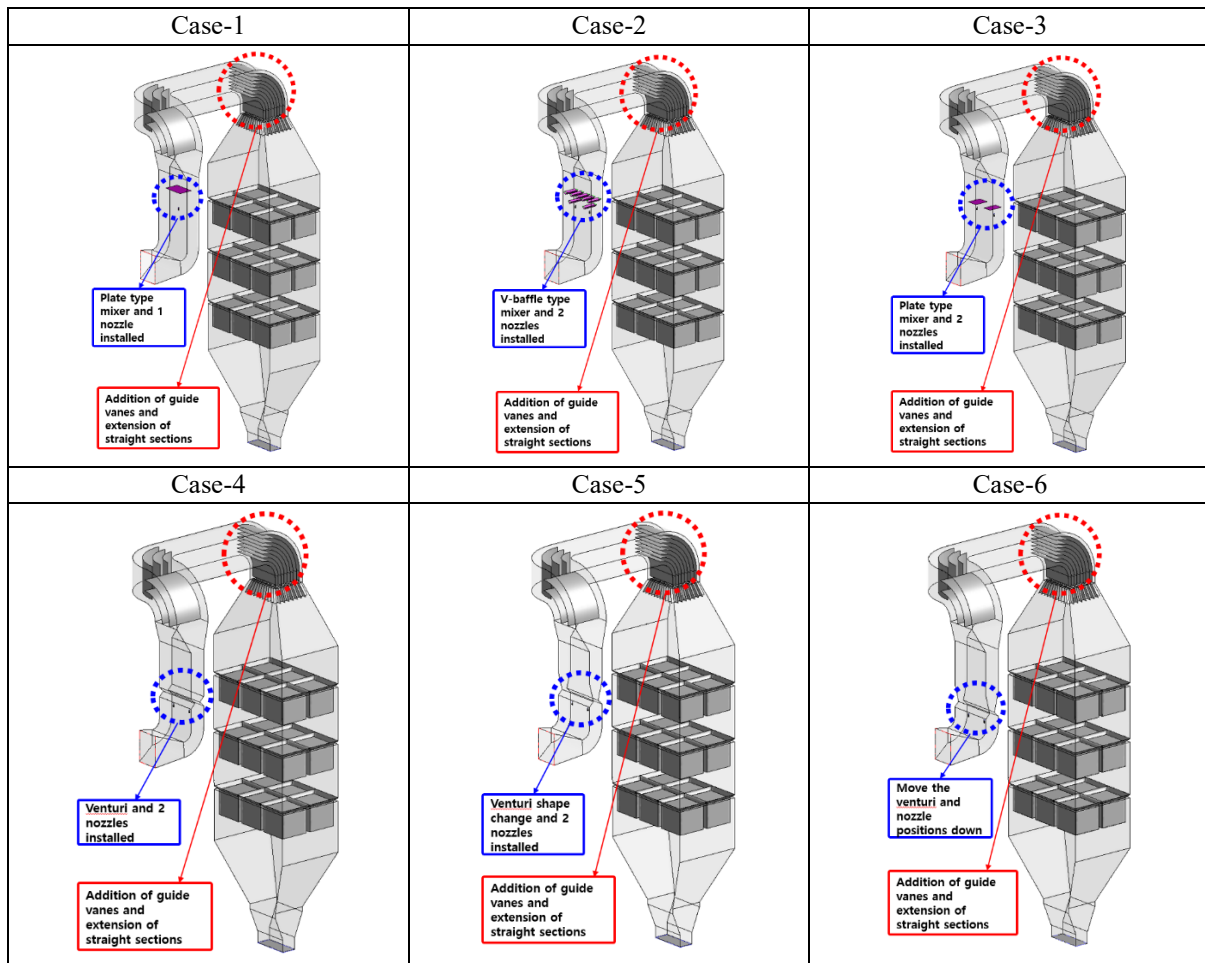 Case-1
Case-2
Case-3
Plate type
mixer and 1
nozzle
installed
Addition of guide
vanes and
extension of
straight sections
V-baffle type
mixer and 2
nozzles
installed
Addition of guide
vanes and
extension of
straight sections
Plate type
mixer and 2
nozzles
installed
Addition of guide
vanes and
extension of
straight sections
Case-4
Case-5
Case-6
Venturi and 2
nozzles
installed
Addition of guide
vanes and
extension of
straight sections
Venturi shape
change and 2
nozzles
installed
Addition of guide
vanes and
extension of
straight sections
Move the
venturi and
nozzle
positions down
Addition of guide
vanes and
extension of
straight sections